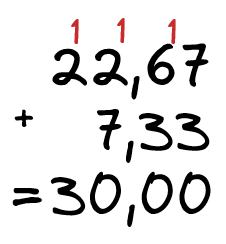 1 1 1
22,67
+ 7,33
=30,00